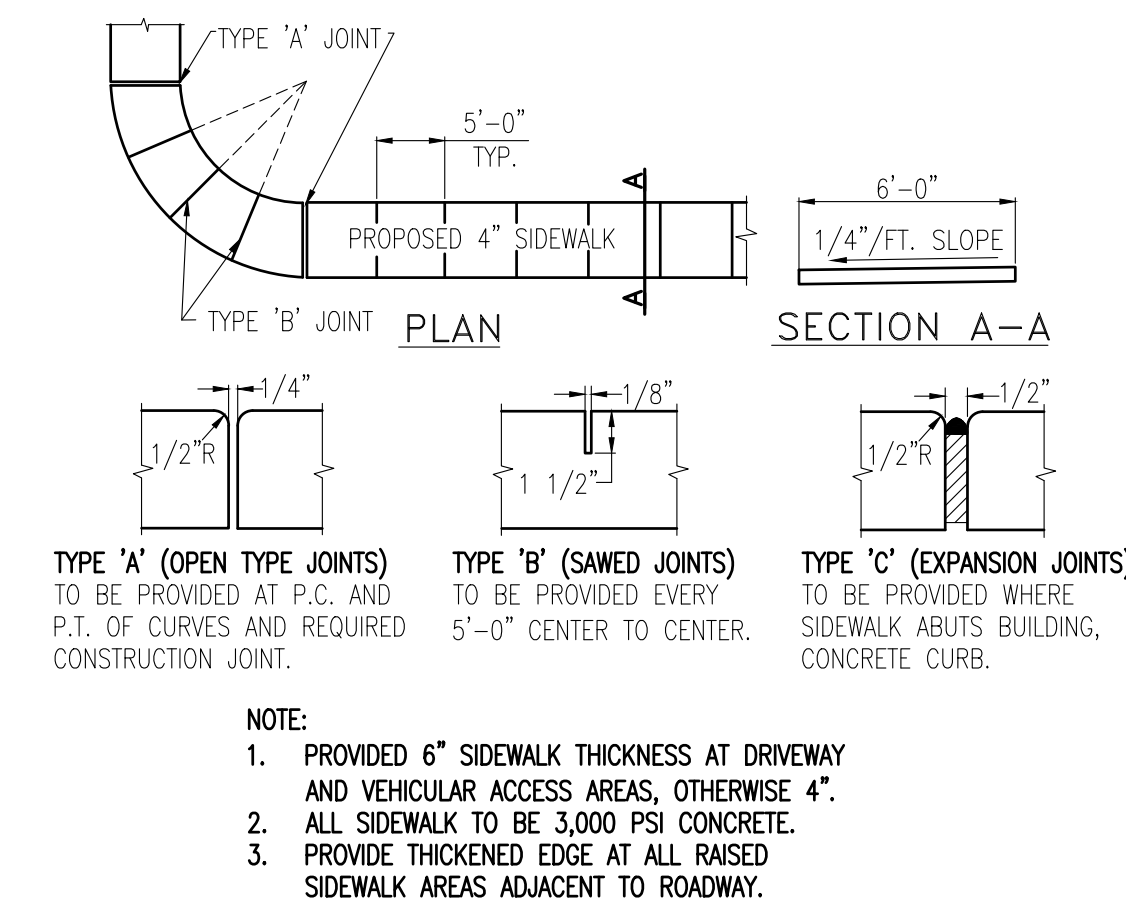 TYPE 'A' JOINT
5'-0"
TYP.
A
6'-0"
1/4"/FT. SLOPE
PROPOSED 4" SIDEWALK
A
TYPE 'B' JOINT
PLAN
SECTION A-A
1/4"
1/8"
1/2"
1/2"R
1 1/2"
1/2"R
TYPE 'A' (OPEN TYPE JOINTS)
TO BE PROVIDED AT P.C. AND
P.T. OF CURVES AND REQUIRED
CONSTRUCTION JOINT.
TYPE 'B' (SAWED JOINTS)
TO BE PROVIDED EVERY
5'-0" CENTER TO CENTER.
TYPE 'C' (EXPANSION JOINTS)
TO BE PROVIDED WHERE
SIDEWALK ABUTS BUILDING,
CONCRETE CURB.
NOTE:
1. PROVIDED 6" SIDEWALK THICKNESS AT DRIVEWAY
AND VEHICULAR ACCESS AREAS, OTHERWISE 4".
2. ALL SIDEWALK TO BE 3,000 PSI CONCRETE.
3. PROVIDE THICKENED EDGE AT ALL RAISED
SIDEWALK AREAS ADJACENT TO ROADWAY.